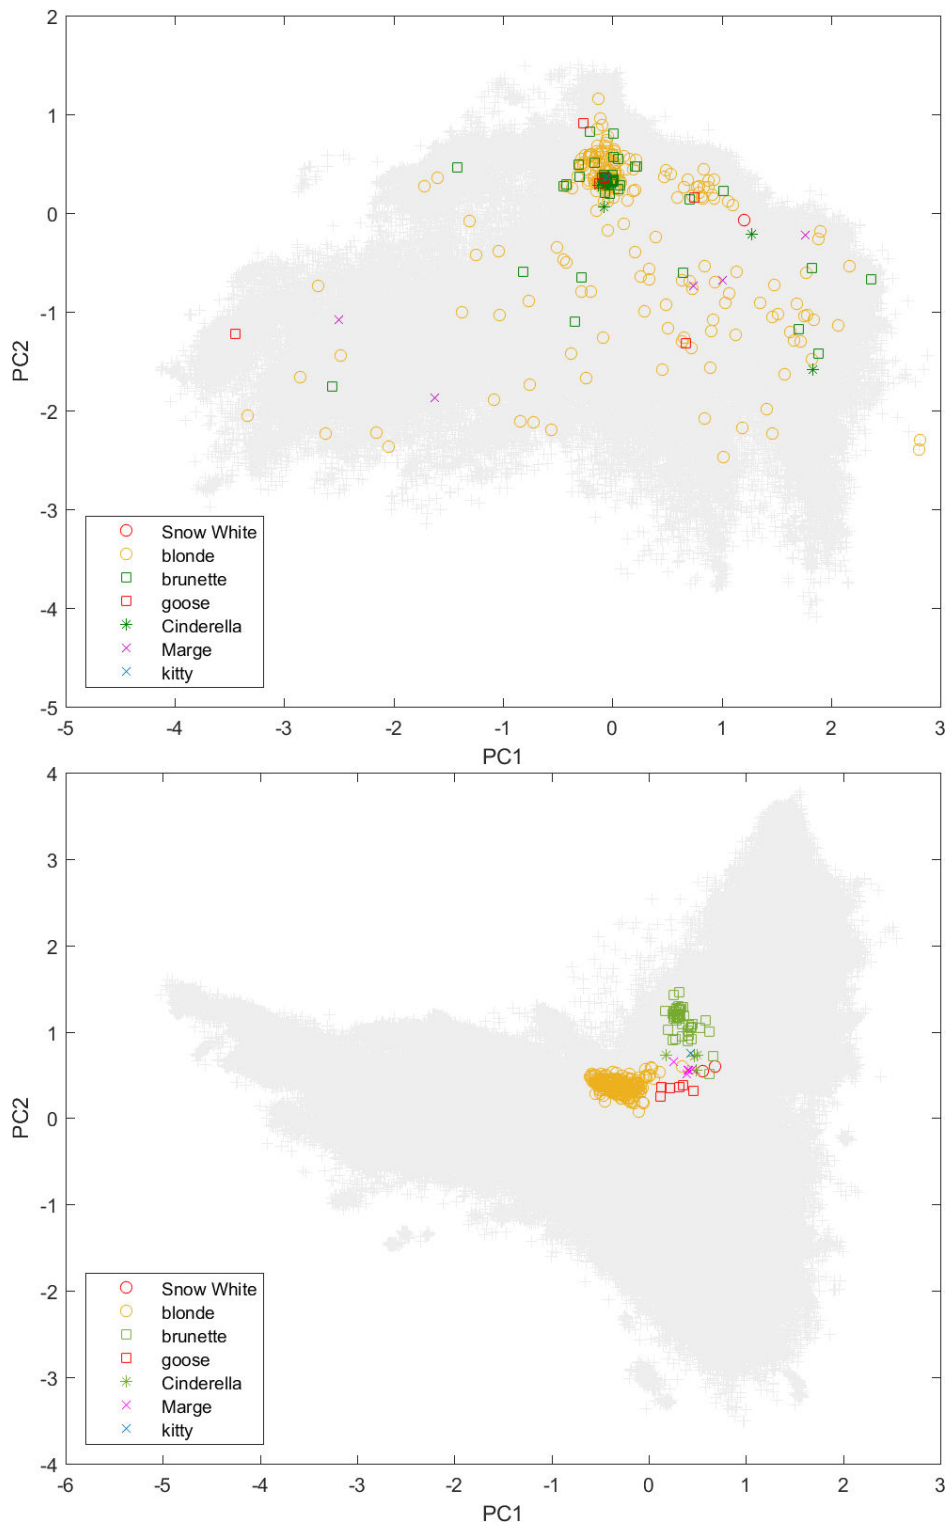 2
1
0
-1
-2
-3
-4
-5
PC2
Snow White
blonde
brunette
goose
Cinderella
Marge
kitty
-5 -4 -3 -2 -1 0 1 2 3
PC1
4
3
2
1
0
-1
-2
-3
-4
PC2
Snow White
blonde
brunette
goose
Cinderella
Marge
kitty
-6 -5 -4 -3 -2 -1 0 1 2 3
PC1